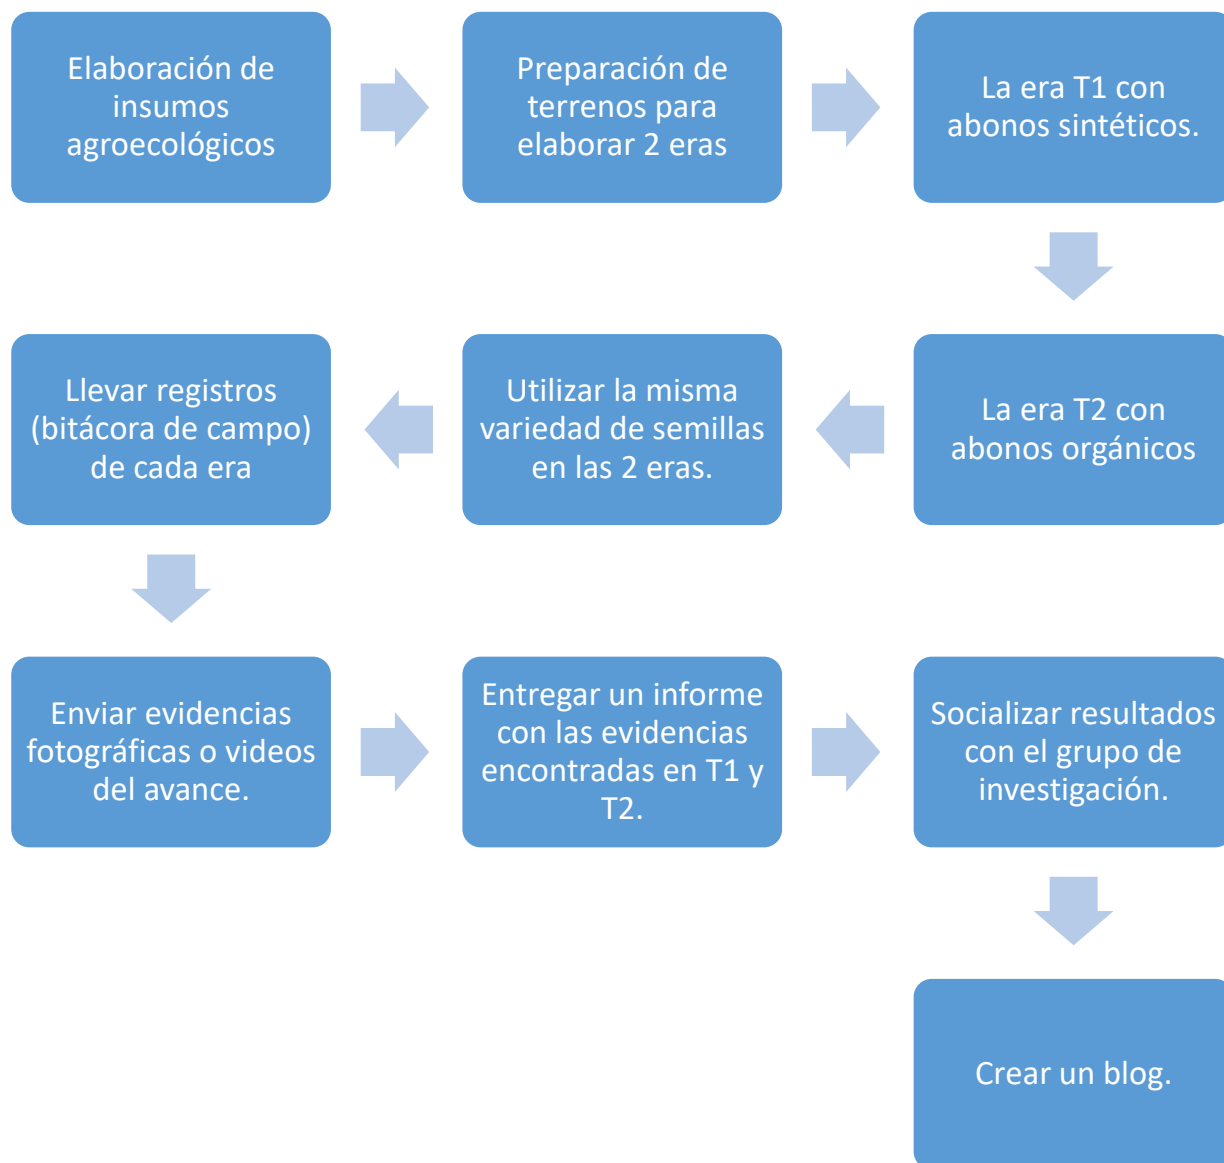 Elaboración de
insumos
agroecológicos
Preparación de
terrenos para
elaborar 2 eras
La era T1 con
abonos sintéticos.
La era T2 con
abonos orgánicos
Utilizar la misma
variedad de semillas
en las 2 eras.
Llevar registros
(bitácora de campo)
de cada era
Enviar evidencias
fotográficas o videos
del avance.
Entregar un informe
con las evidencias
encontradas en T1 y
T2.
Socializar resultados
con el grupo de
investigación.
Crear un blog.